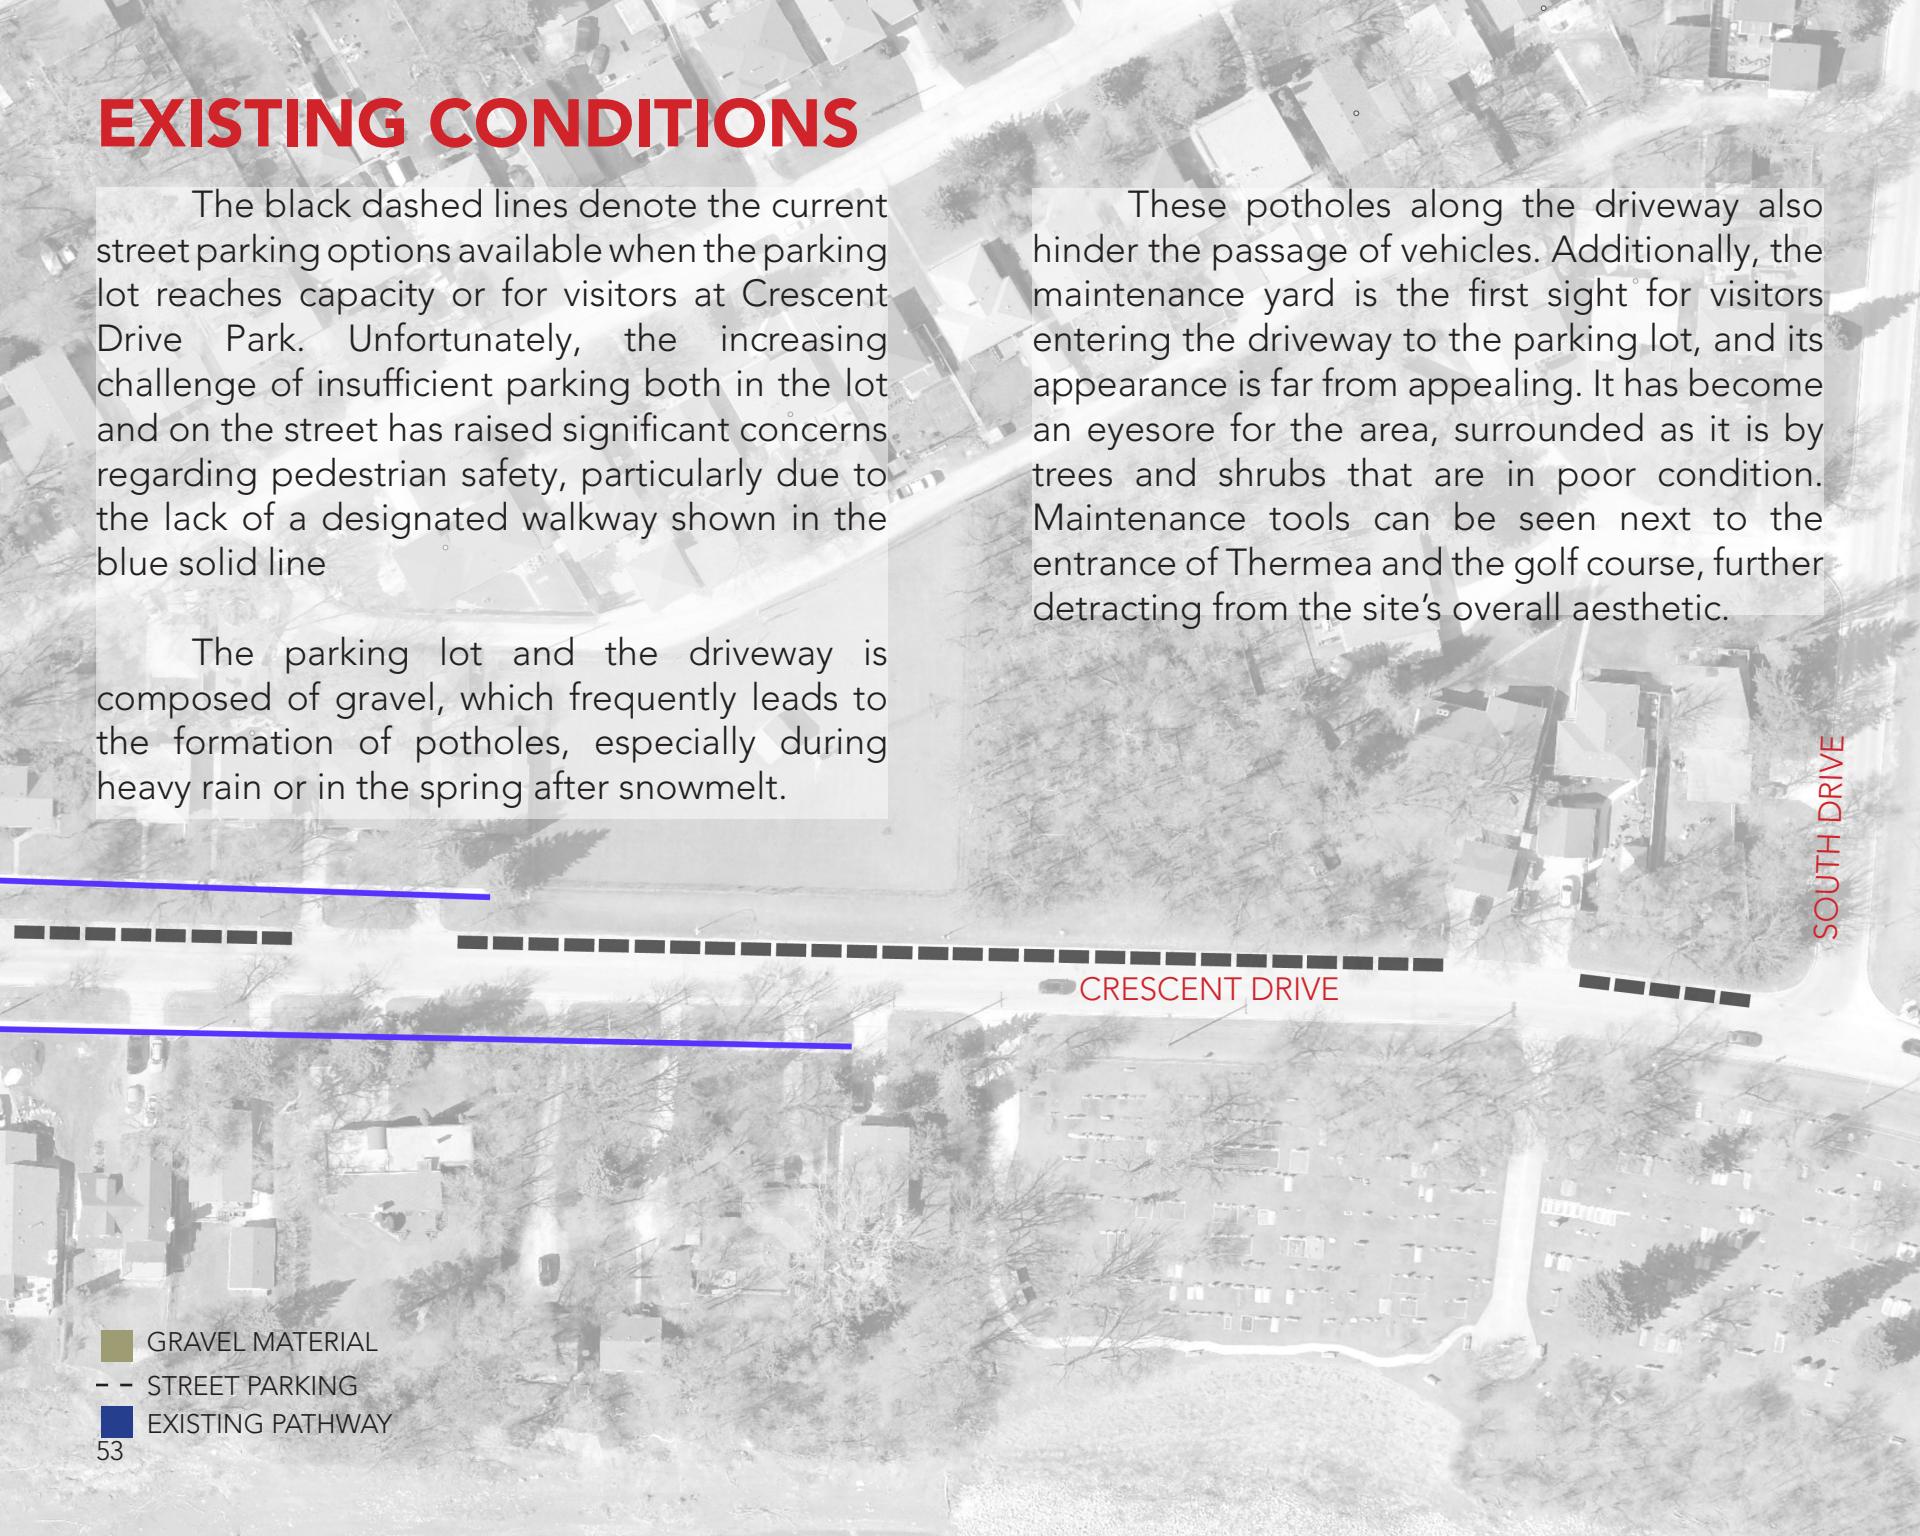 EXISTING CONDITIONS
The black dashed lines denote the current
street parking options available when the parking
lot reaches capacity or for visitors at Crescent
Drive Park. Unfortunately, the increasing
challenge of insufficient parking both in the lot
and on the street has raised significant concerns
regarding pedestrian safety, particularly due to
the lack of a designated walkway shown in the
blue solid line
The parking lot and the driveway is
composed of gravel, which frequently leads to
the formation of potholes, especially during
heavy rain or in the spring after snowmelt.
These potholes along the driveway also
hinder the passage of vehicles. Additionally, the
maintenance yard is the first sight for visitors
entering the driveway to the parking lot, and its
appearance is far from appealing. It has become
an eyesore for the area, surrounded as it is by
trees and shrubs that are in poor condition.
Maintenance tools can be seen next to the
entrance of Thermea and the golf course, further
detracting from the site’s overall aesthetic.
SOUTH DRIVE
CRESCENT DRIVE
GRAVEL MATERIAL
STREET PARKING
EXISTING PATHWAY
53